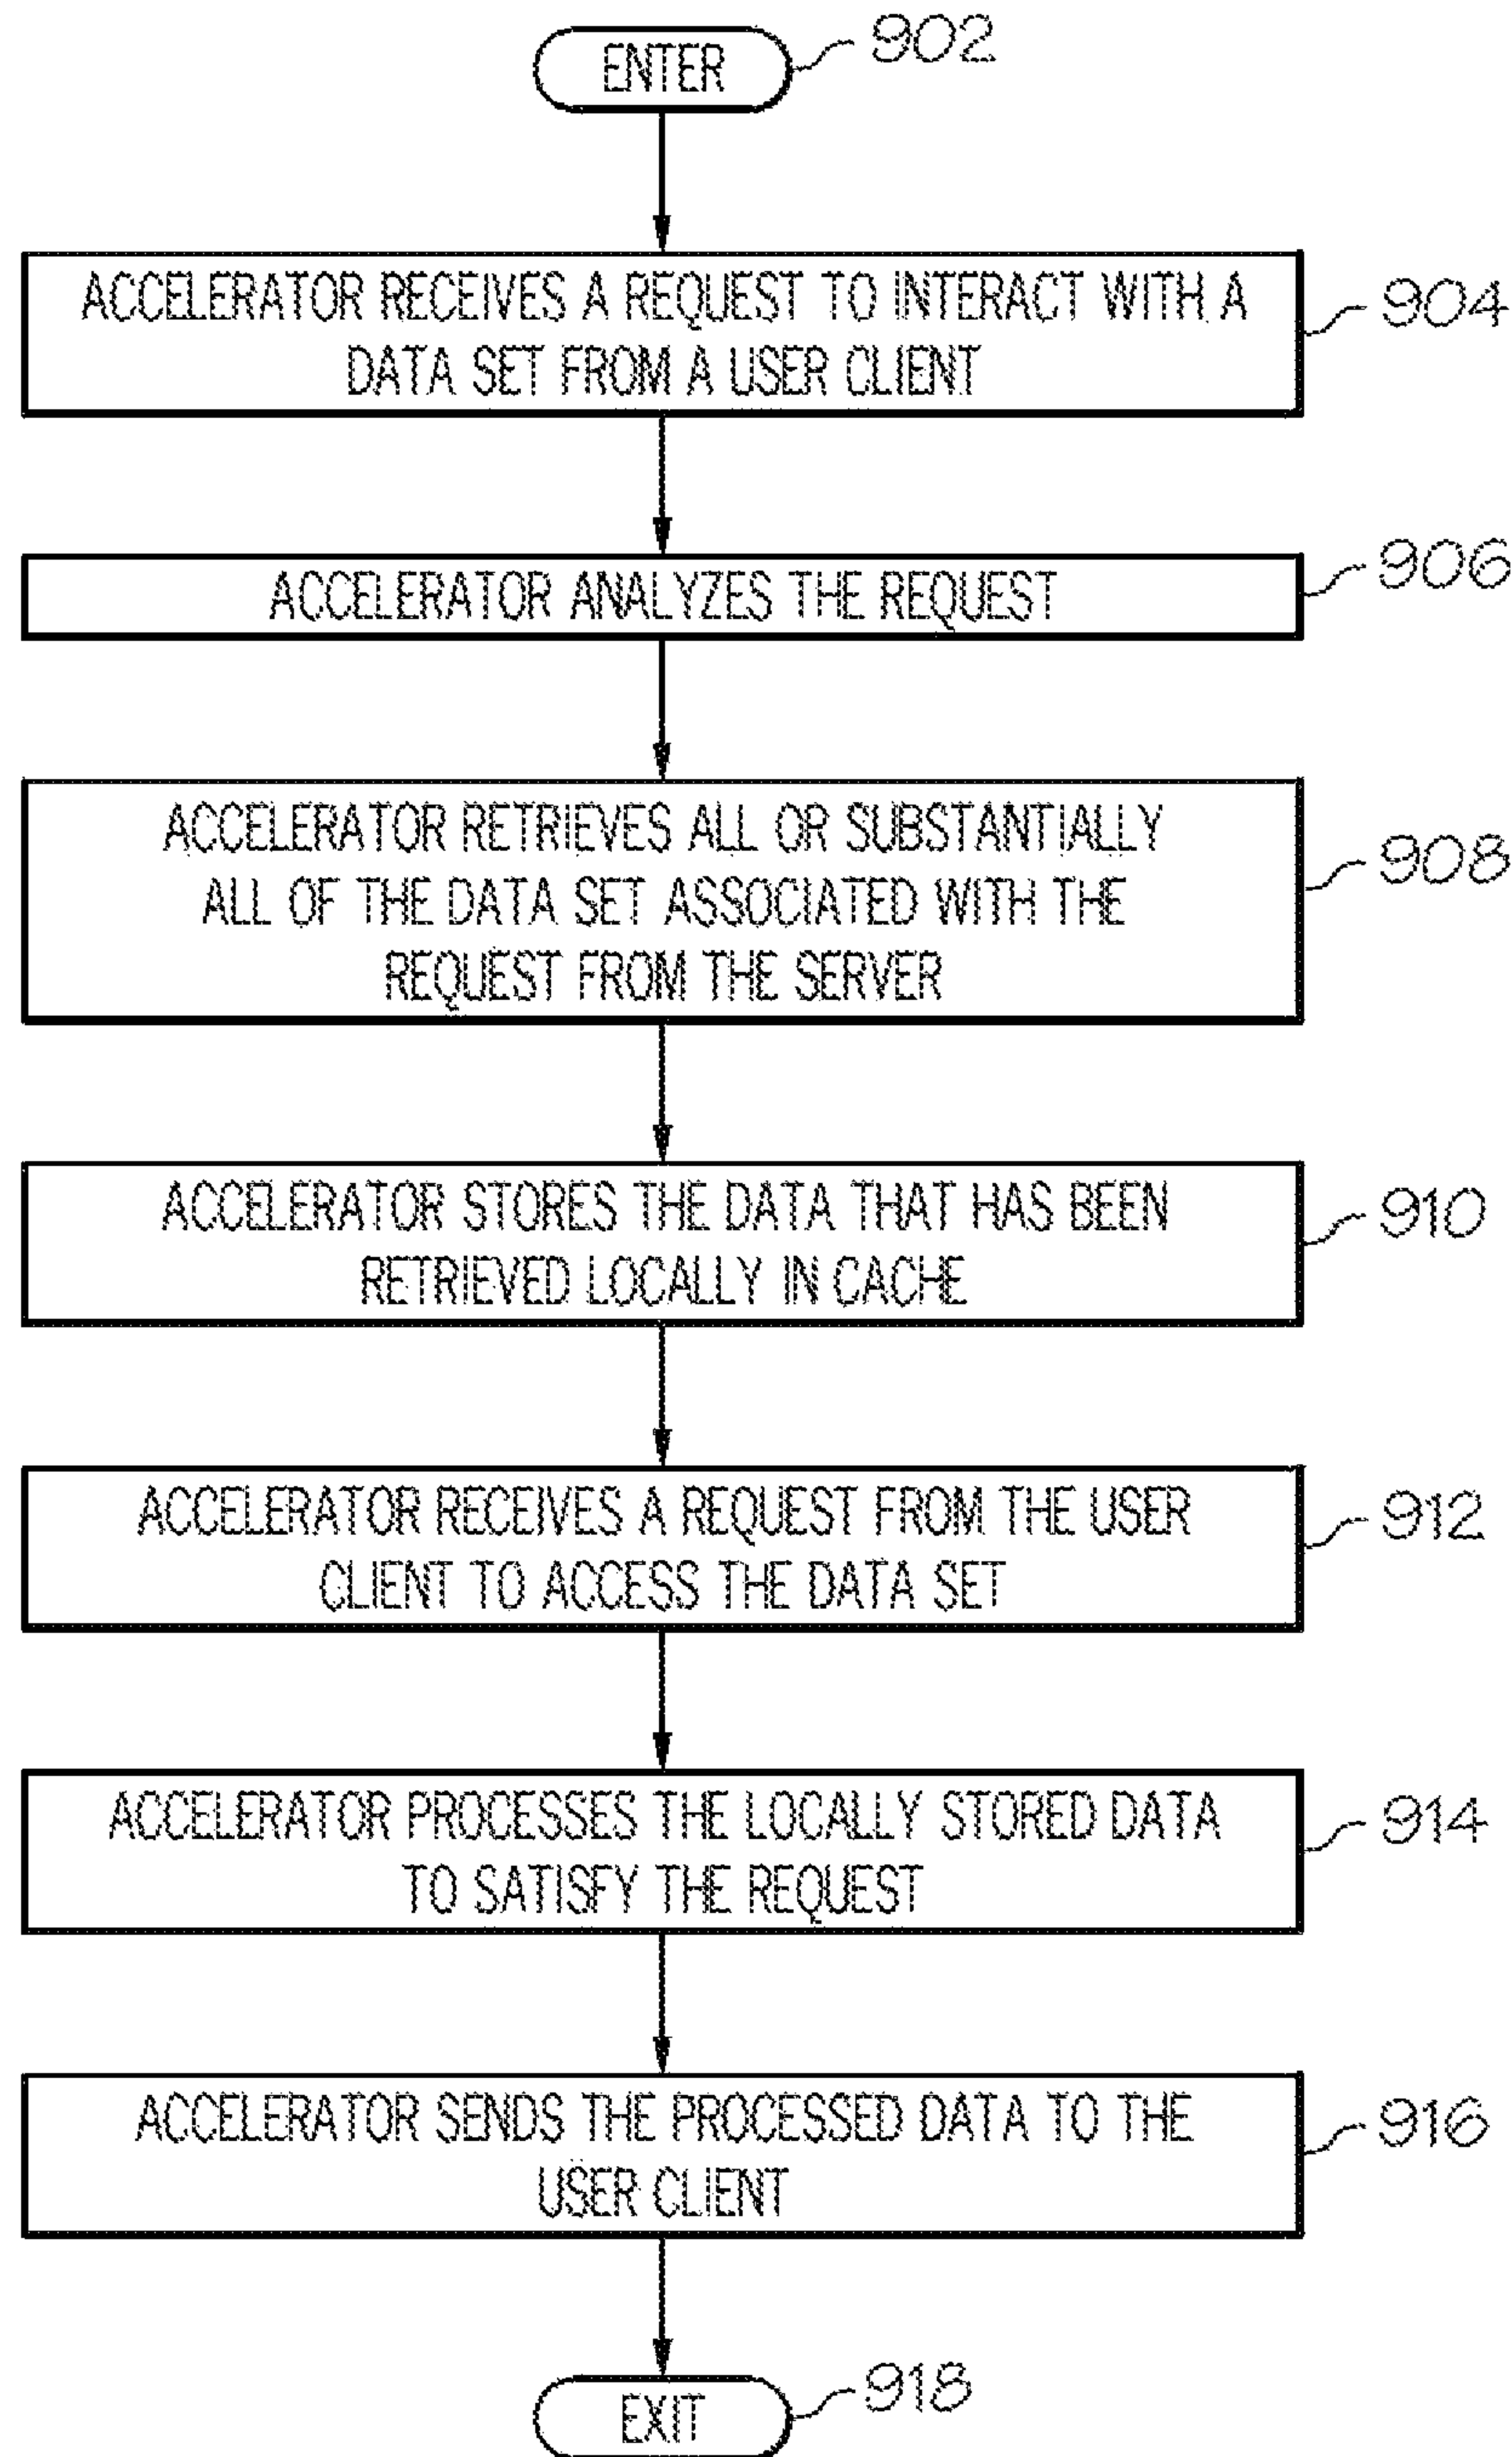 ENTER
902
ACCELERATOR RECEIVES A REQUEST TO INTERACT WITH A
DATA SET FROM A USER CLIENT
904
ACCELERATOR ANALYZES THE REQUEST
906
ACCELERATOR RETRIEVES ALL OR SUBSTANTIALLY
ALL OF THE DATA SET ASSOCIATED WITH THE
REQUEST FROM THE SERVER
908
ACCELERATOR STORES THE DATA THAT HAS BEEN
RETRIEVED LOCALLY IN CACHE
910
ACCELERATOR RECEIVES A REQUEST FROM THE USER
CLIENT TO ACCESS THE DATA SET
912
ACCELERATOR PROCESSES THE LOCALLY STORED DATA
TO SATISFY THE REQUEST
914
ACCELERATOR SENDS THE PROCESSED DATA TO THE
USER CLIENT
916
EXIT
918